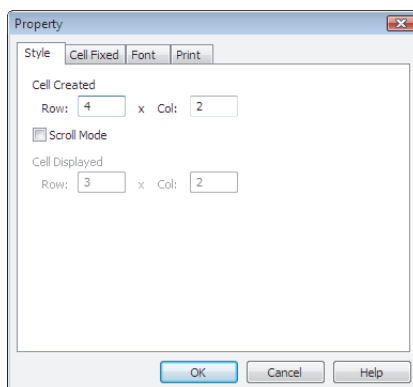 Property
Style Cell Fixed Font Print
Cell Created
Row: 4 x Col: 2
Scroll Mode
Cell Displayed
Row: 3 x Col: 2
OK Cancel Help